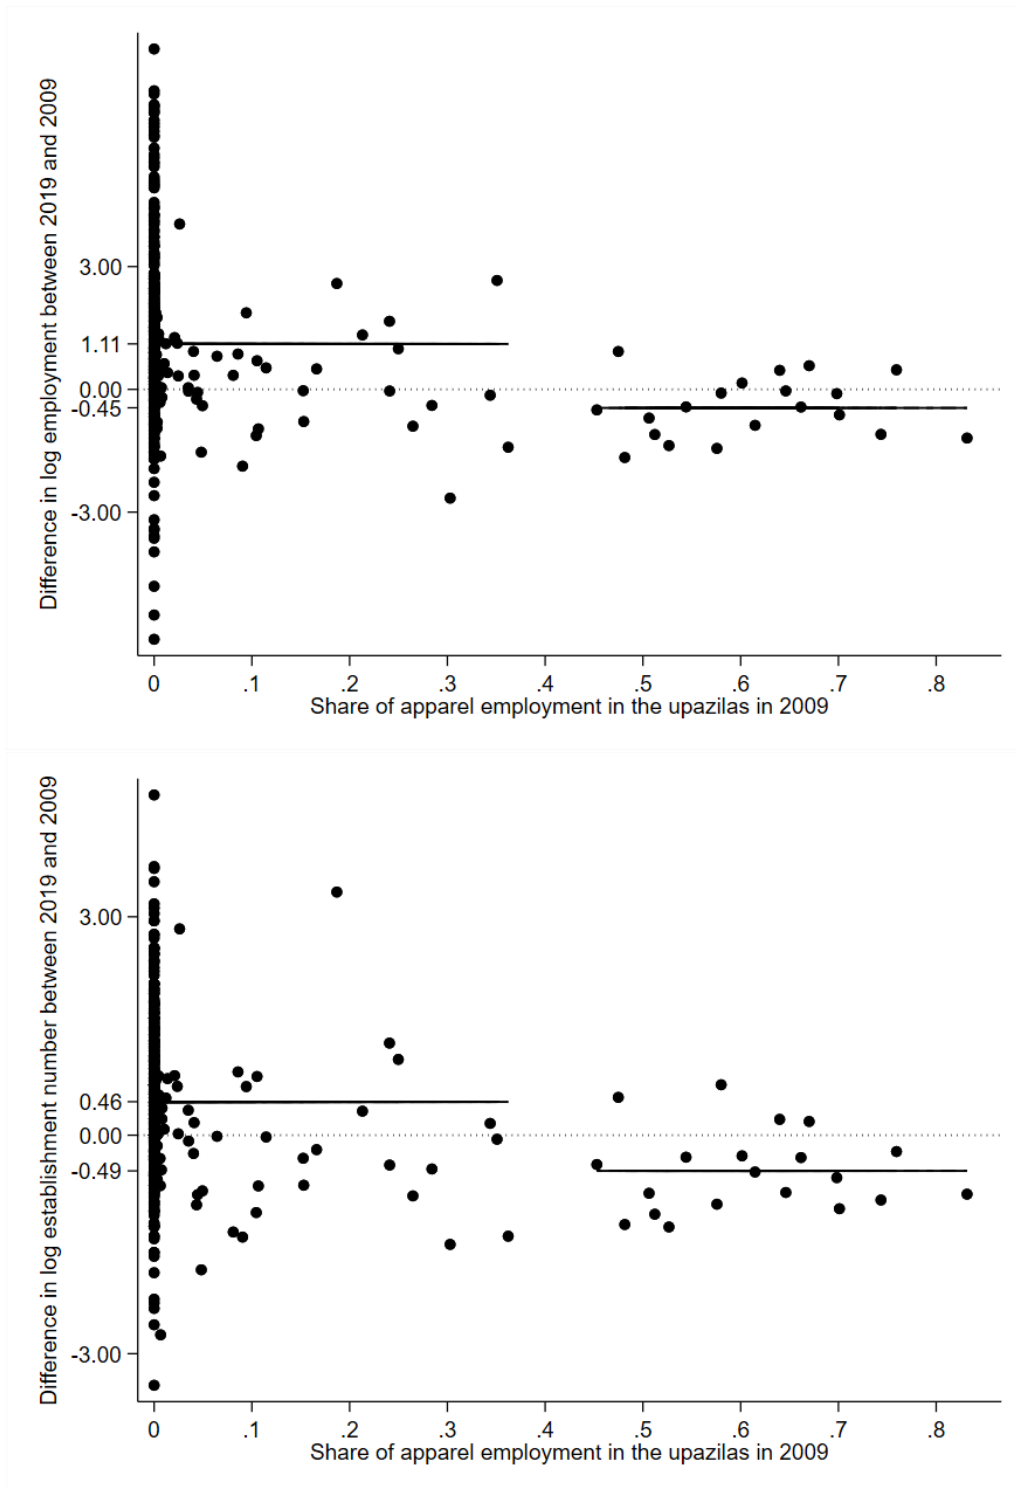 Difference in log employment between 2019 and 2009
3.00
1.11
0.00
-0.45
-3.00
0 .1 .2 .3 .4 .5 .6 .7 .8
Share of apparel employment in the upazilas in 2009
Difference in log establishment number between 2019 and 2009
3.00
0.46
0.00
-0.49
-3.00
0 .1 .2 .3 .4 .5 .6 .7 .8
Share of apparel employment in the upazilas in 2009